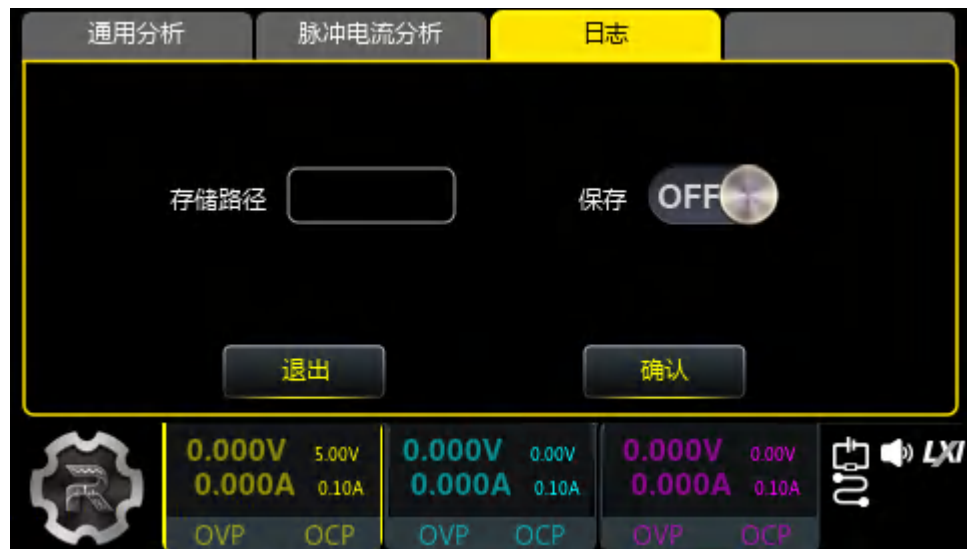 通用分析 脉冲电流分析 日志
存储路径 保存 OFF
退出 确认
0.000V 5.00V 0.000V 0.00V 0.000V 0.00V
0.000A 0.10A 0.000A 0.10A 0.000A 0.10A
OVP OCP OVP OCP OVP OCP
R
LXI